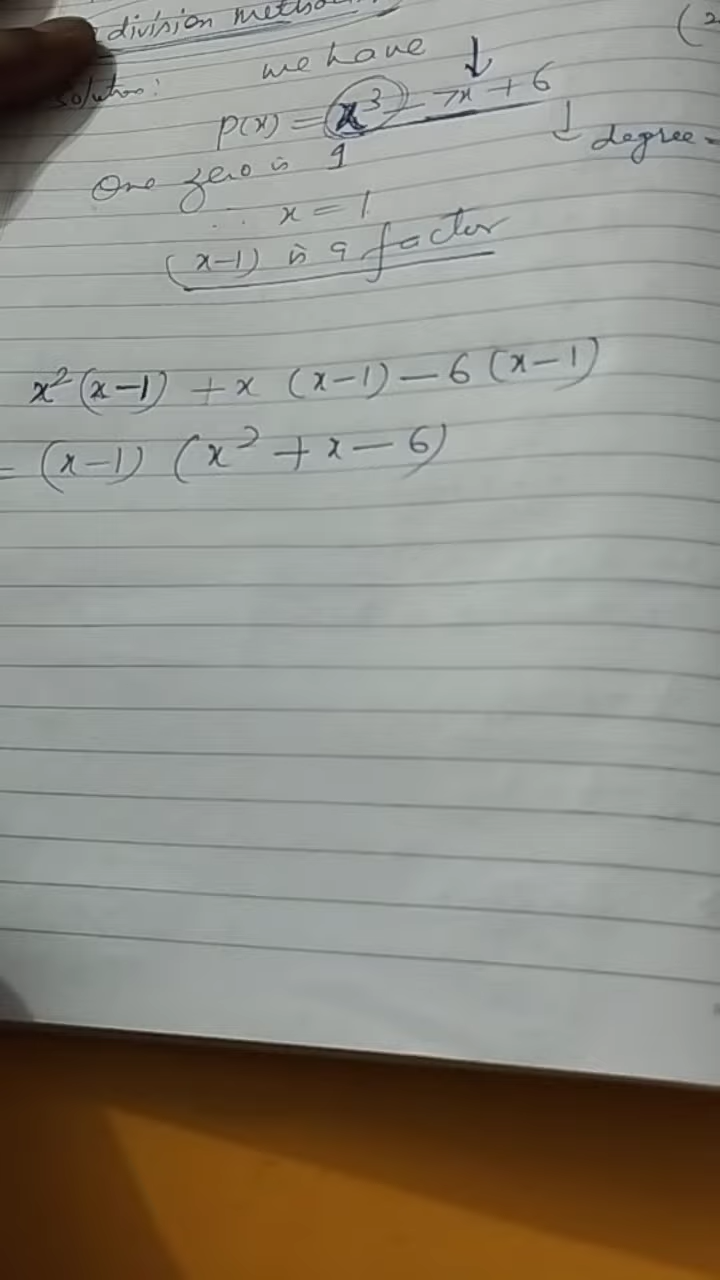 division method
Solution: we have
p(x) = x³ - 7x + 6
degree -
One zero is 1
∴ x = 1
(x-1) is a factor
x²(x-1) + x (x-1) - 6 (x-1)
= (x-1) (x² + x - 6)